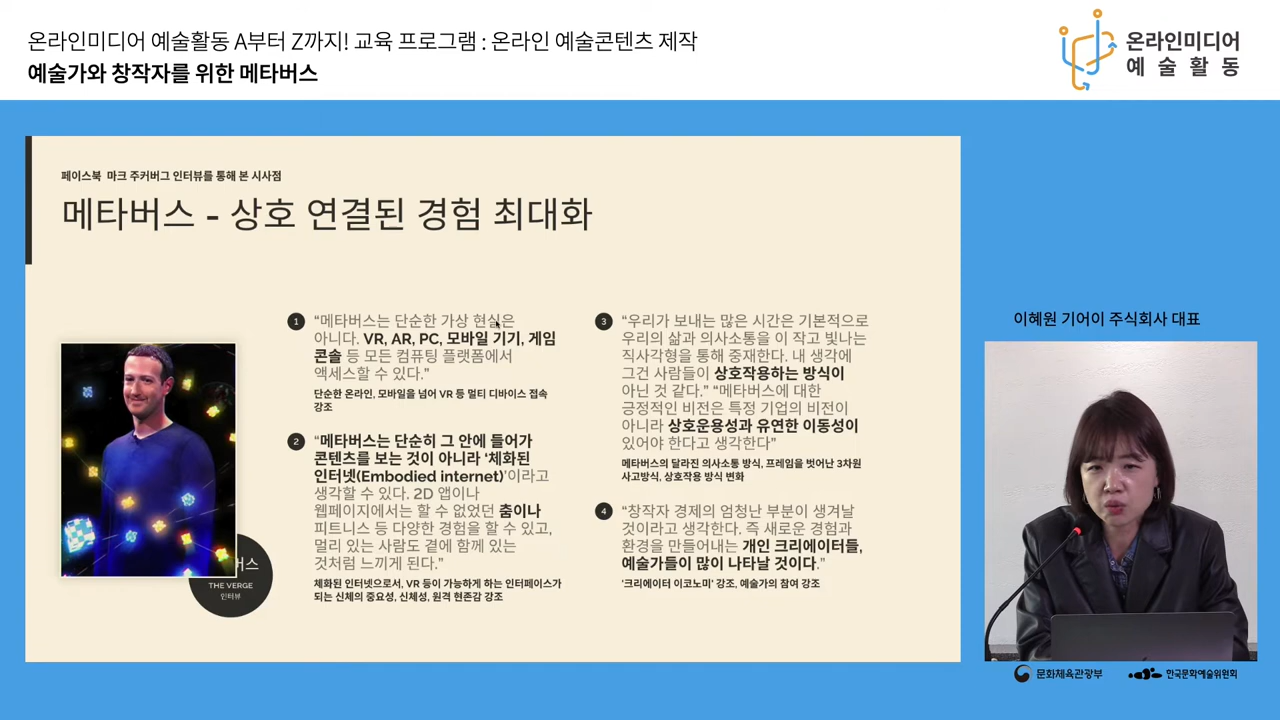 온라인미디어 예술활동 A부터 Z까지! 교육 프로그램 : 온라인 예술콘텐츠 제작
예술가와 창작자를 위한 메타버스
온라인미디어
예 술 활 동
페이스북 마크 주커버그 인터뷰를 통해 본 시사점
메타버스 - 상호 연결된 경험 최대화
1
“메타버스는 단순한 가상 현실은
아니다. VR, AR, PC, 모바일 기기, 게임
콘솔 등 모든 컴퓨팅 플랫폼에서
액세스할 수 있다.”
단순한 온라인, 모바일을 넘어 VR 등 멀티 디바이스 접속
강조
2
“메타버스는 단순히 그 안에 들어가
콘텐츠를 보는 것이 아니라 ‘체화된
인터넷(Embodied internet)’이라고
생각할 수 있다. 2D 앱이나
웹페이지에서는 할 수 없었던 춤이나
피트니스 등 다양한 경험을 할 수 있고,
멀리 있는 사람도 곁에 함께 있는
것처럼 느끼게 된다.”
체화된 인터넷으로서, VR 등이 가능하게 하는 인터페이스가
되는 신체의 중요성, 신체성, 원격 현존감 강조
3
“우리가 보내는 많은 시간은 기본적으로
우리의 삶과 의사소통을 이 작고 빛나는
직사각형을 통해 중재한다. 내 생각에
그건 사람들이 상호작용하는 방식이
아닌 것 같다.” “메타버스에 대한
긍정적인 비전은 특정 기업의 비전이
아니라 상호운용성과 유연한 이동성이
있어야 한다고 생각한다”
메타버스의 달라진 의사소통 방식, 프레임을 벗어난 3차원
사고방식, 상호작용 방식 변화
4
“창작자 경제의 엄청난 부분이 생겨날
것이라고 생각한다. 즉 새로운 경험과
환경을 만들어내는 개인 크리에이터들,
예술가들이 많이 나타날 것이다.”
'크리에이터 이코노미' 강조, 예술가의 참여 강조
버스
THE VERGE
인터뷰
이혜원 기어이 주식회사 대표
문화체육관광부
한국문화예술위원회